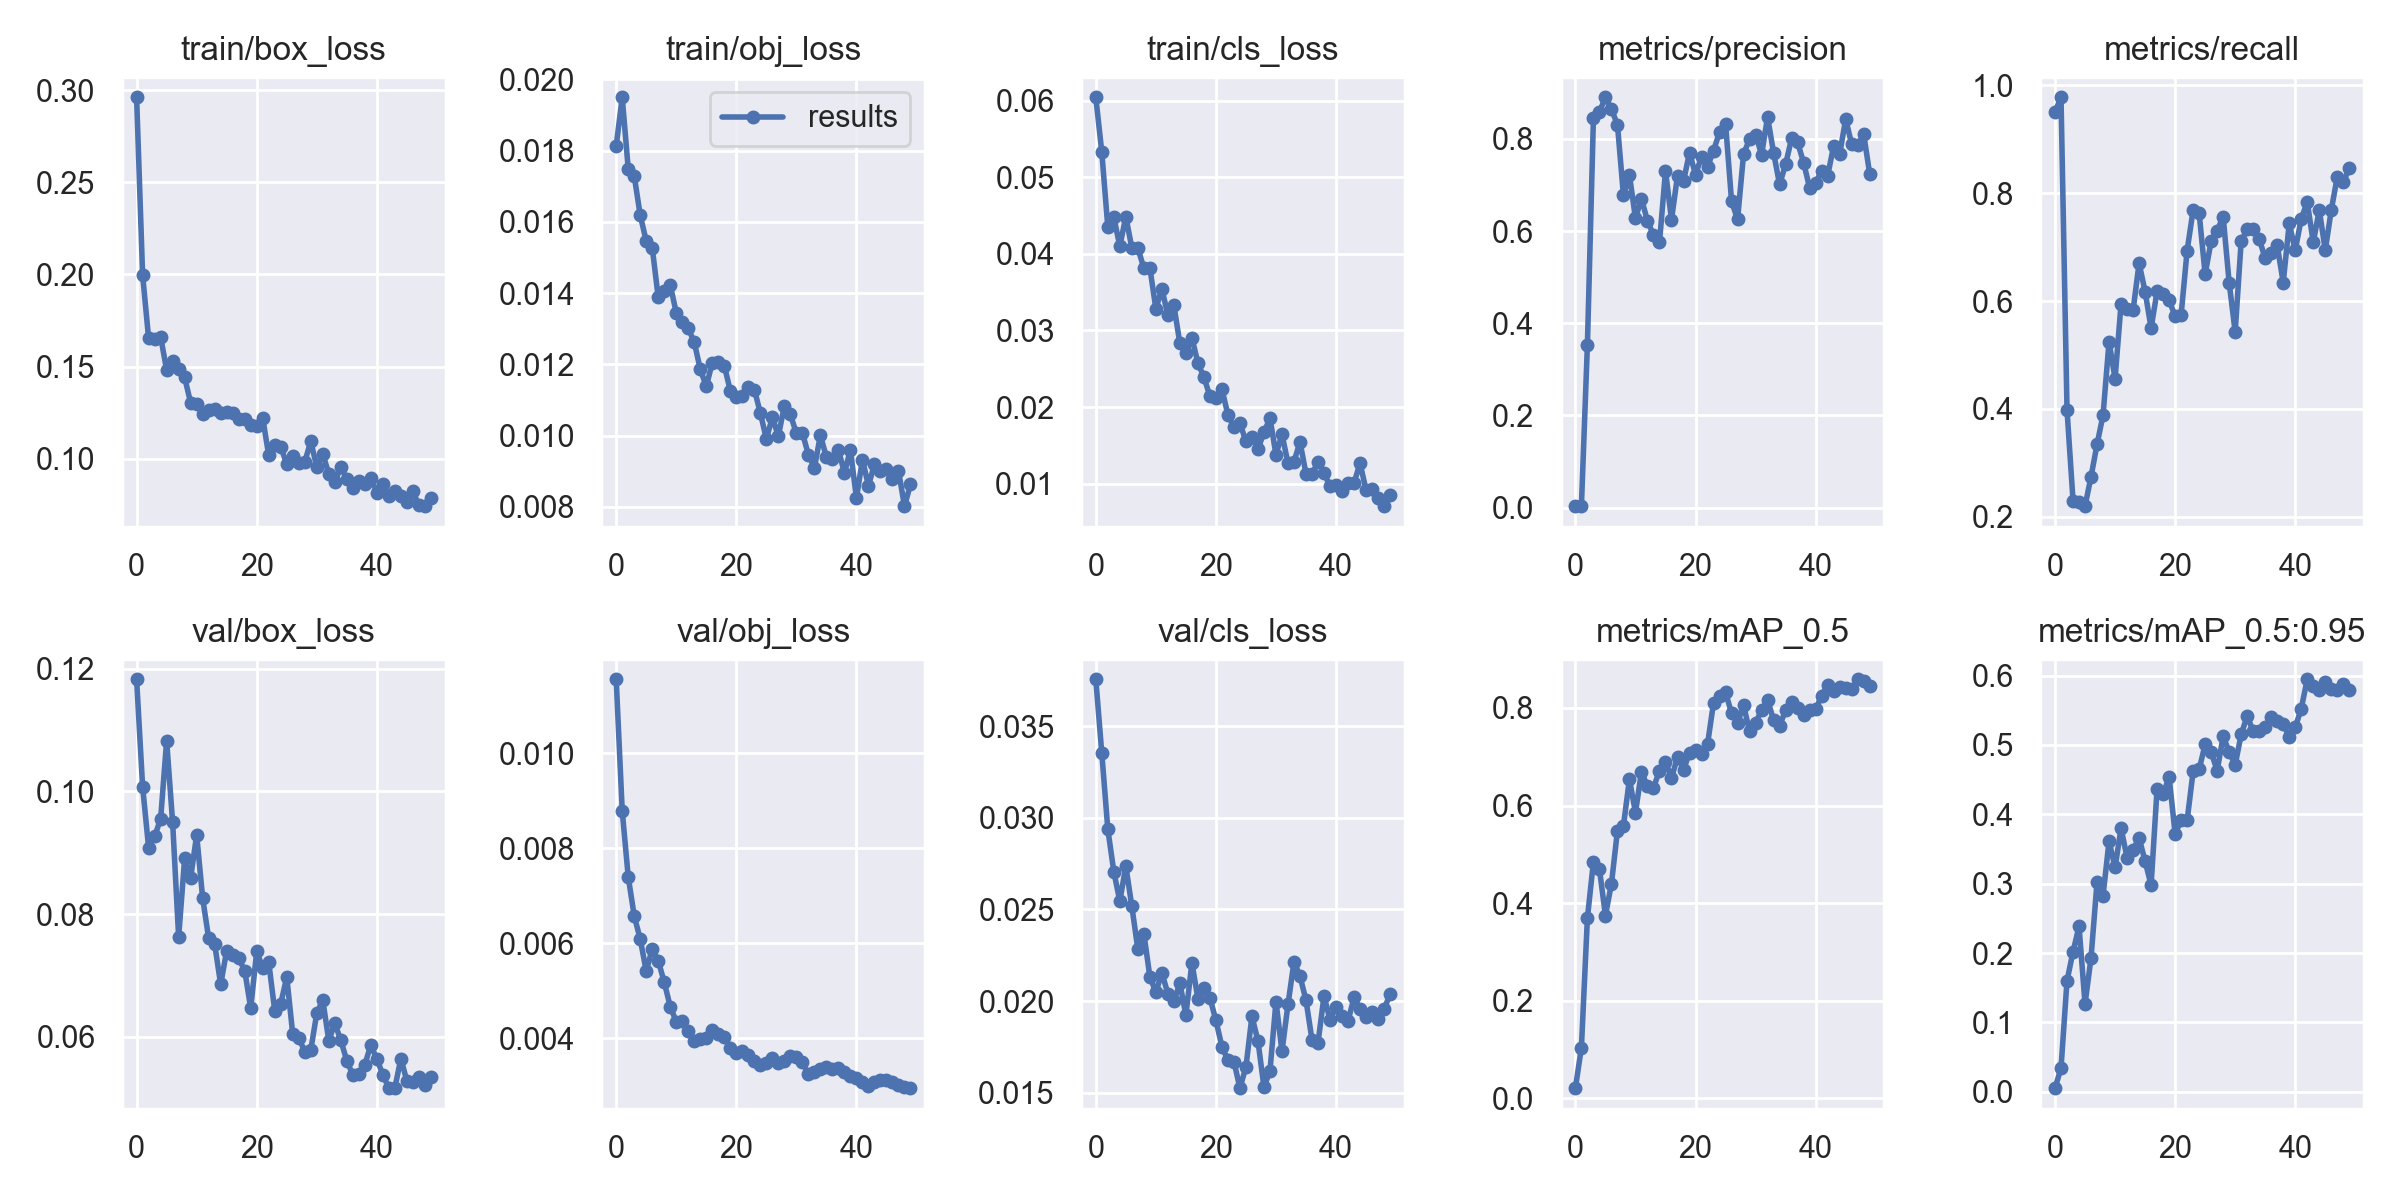 train/box_loss
0.30
0.25
0.20
0.15
0.10
0 20 40
train/obj_loss
results
0.020
0.018
0.016
0.014
0.012
0.010
0.008
0 20 40
train/cls_loss
0.06
0.05
0.04
0.03
0.02
0.01
0 20 40
metrics/precision
0.8
0.6
0.4
0.2
0.0
0 20 40
metrics/recall
1.0
0.8
0.6
0.4
0.2
0 20 40
val/box_loss
0.12
0.10
0.08
0.06
0 20 40
val/obj_loss
0.010
0.008
0.006
0.004
0 20 40
val/cls_loss
0.035
0.030
0.025
0.020
0.015
0 20 40
metrics/mAP_0.5
0.8
0.6
0.4
0.2
0.0
0 20 40
metrics/mAP_0.5:0.95
0.6
0.5
0.4
0.3
0.2
0.1
0.0
0 20 40